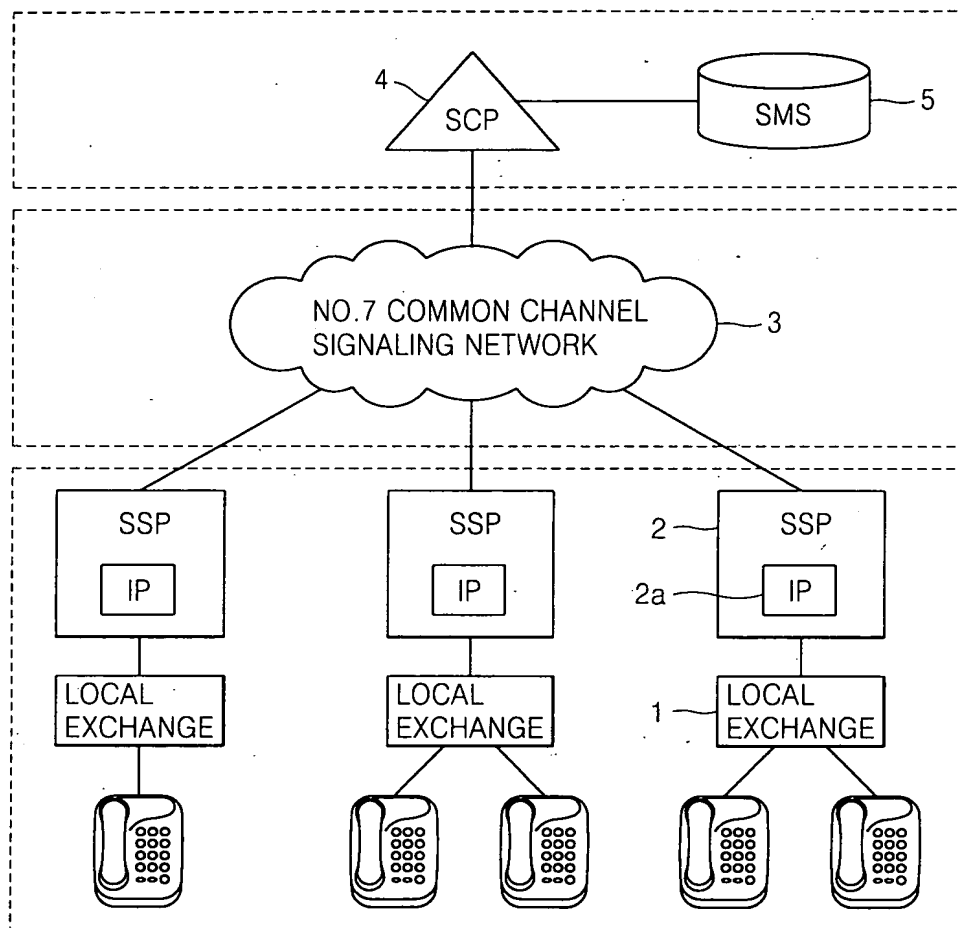 4
SCP
SMS
5
NO.7 COMMON CHANNEL
SIGNALING NETWORK
3
SSP
IP
SSP
IP
2
SSP
2a
IP
LOCAL
EXCHANGE
LOCAL
EXCHANGE
1
LOCAL
EXCHANGE